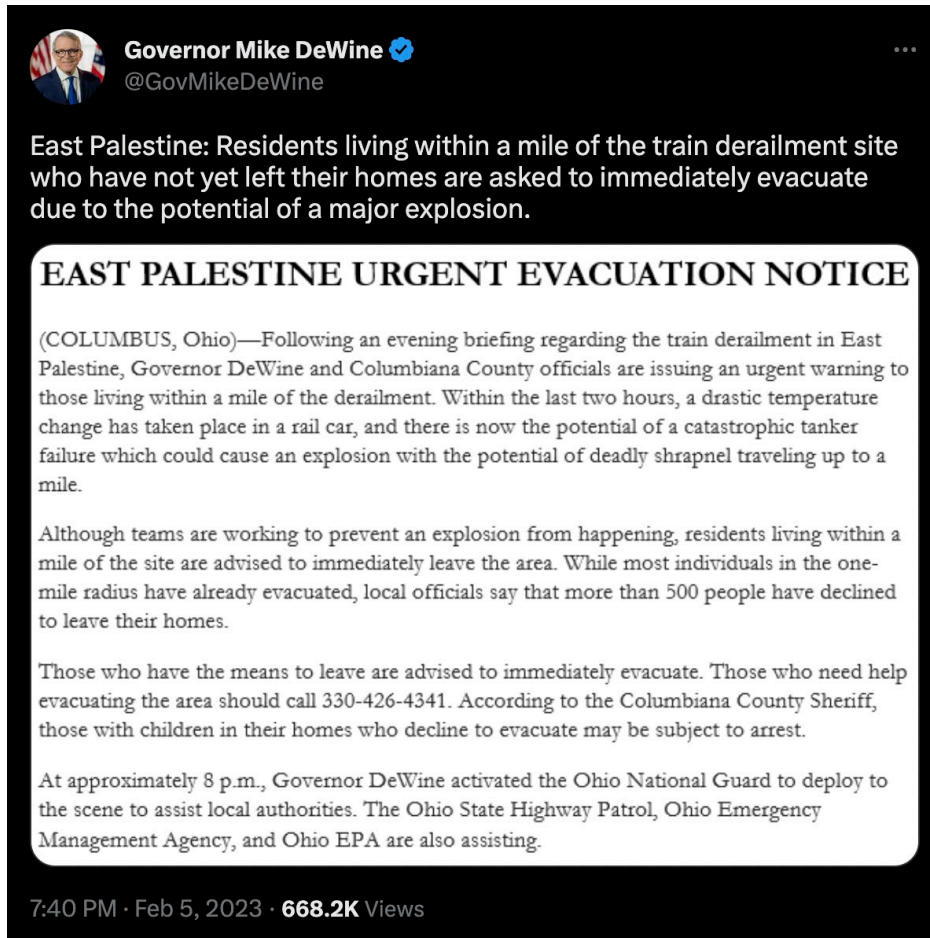 Governor Mike DeWine
@GovMikeDeWine
East Palestine: Residents living within a mile of the train derailment site
who have not yet left their homes are asked to immediately evacuate
due to the potential of a major explosion.
EAST PALESTINE URGENT EVACUATION NOTICE
(COLUMBUS, Ohio)—Following an evening briefing regarding the train derailment in East
Palestine, Governor DeWine and Columbiana County officials are issuing an urgent warning to
those living within a mile of the derailment. Within the last two hours, a drastic temperature
change has taken place in a rail car, and there is now the potential of a catastrophic tanker
failure which could cause an explosion with the potential of deadly shrapnel traveling up to a
mile.
Although teams are working to prevent an explosion from happening, residents living within a
mile of the site are advised to immediately leave the area. While most individuals in the one-
mile radius have already evacuated, local officials say that more than 500 people have declined
to leave their homes.
Those who have the means to leave are advised to immediately evacuate. Those who need help
evacuating the area should call 330-426-4341. According to the Columbiana County Sheriff,
those with children in their homes who decline to evacuate may be subject to arrest.
At approximately 8 p.m., Governor DeWine activated the Ohio National Guard to deploy to
the scene to assist local authorities. The Ohio State Highway Patrol, Ohio Emergency
Management Agency, and Ohio EPA are also assisting.
7:40 PM · Feb 5, 2023 · 668.2K Views